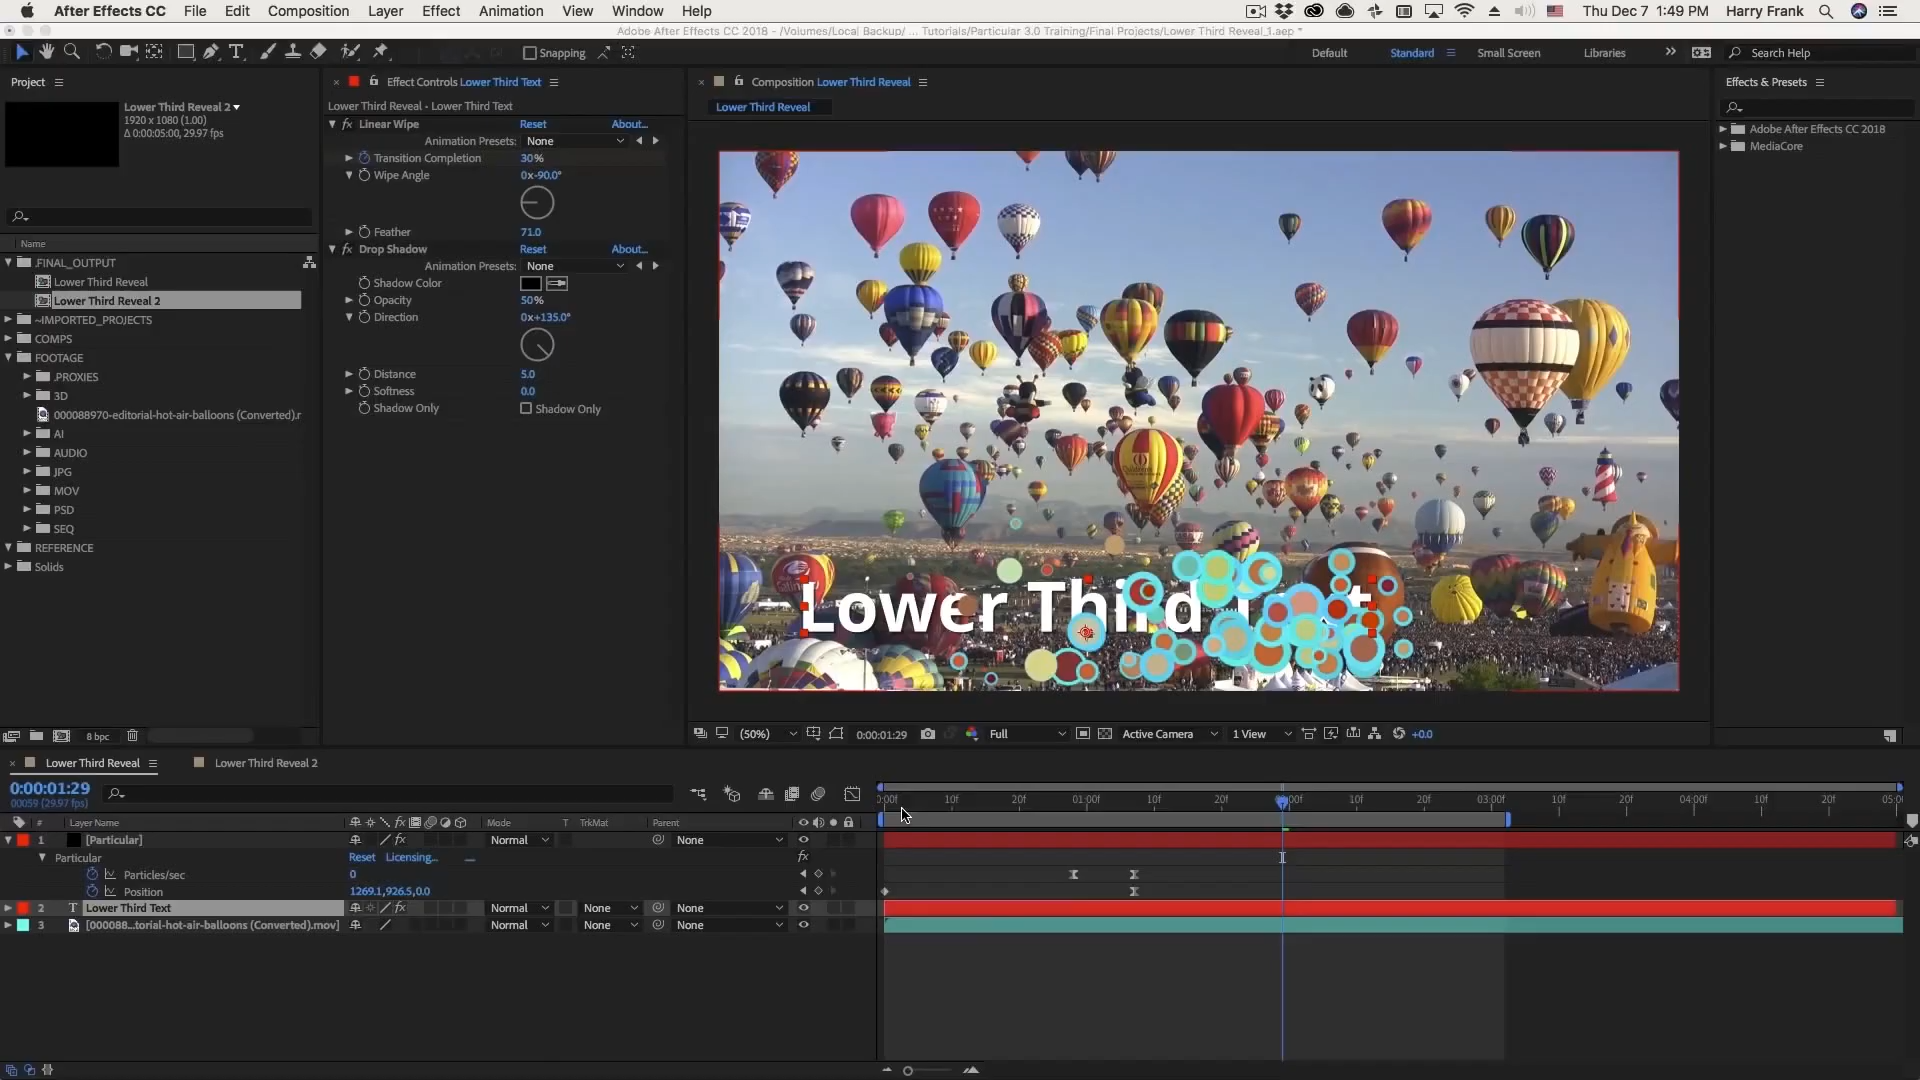 After Effects CC File Edit Composition Layer Effect Animation View Window Help Thu Dec 7 1:49 PM Harry Frank
Adobe After Effects CC 2018 - /Volumes/Local Backup/ ... Tutorials/Particular 3.0 Training/Final Projects/Lower Third Reveal_1.aep *
Snapping Default Standard Small Screen Libraries Search Help
Project
Effect Controls Lower Third Text
Composition Lower Third Reveal
Effects & Presets
Lower Third Reveal 2
1920 x 1080 (1.00)
Δ 0:00:05:00, 29.97 fps
Lower Third Reveal • Lower Third Text
Lower Third Reveal
Linear Wipe Reset About...
Animation Presets: None
Transition Completion 30%
Wipe Angle 0x-90.0°
Feather 71.0
Drop Shadow Reset About...
Animation Presets: None
Shadow Color
Opacity 50%
Direction 0x+135.0°
Distance 5.0
Softness 0.0
Shadow Only Shadow Only
Adobe After Effects CC 2018
MediaCore
Name
.FINAL_OUTPUT
Lower Third Reveal
Lower Third Reveal 2
~IMPORTED_PROJECTS
COMPS
FOOTAGE
.PROXIES
3D
000088970-editorial-hot-air-balloons (Converted).r
AI
AUDIO
JPG
MOV
PSD
SEQ
REFERENCE
Solids
8 bpc
Lower Third
(50%) 0:00:01:29 Full Active Camera 1 View +0.0
Lower Third Reveal Lower Third Reveal 2
0:00:01:29
00059 (29.97 fps)
0:00f 10f 20f 01:00f 10f 20f 00f 10f 20f 03:00f 10f 20f 04:00f 10f 20f 05:0
# Layer Name Mode T TrkMat Parent
1 [Particular] Normal None
Particular Reset Licensing...
Particles/sec 0
Position 1269.1,926.5,0.0
2 T Lower Third Text Normal None None
3 [000088...torial-hot-air-balloons (Converted).mov] Normal None None